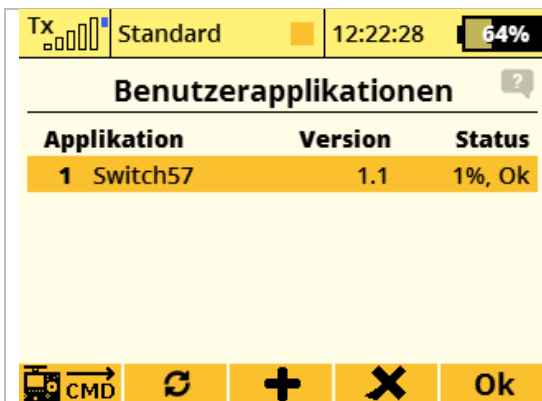 Tx Standard 12:22:28 64%
Benutzerapplikationen ?
Applikation Version Status
1 Switch57 1.1 1%, Ok
CMD Ok